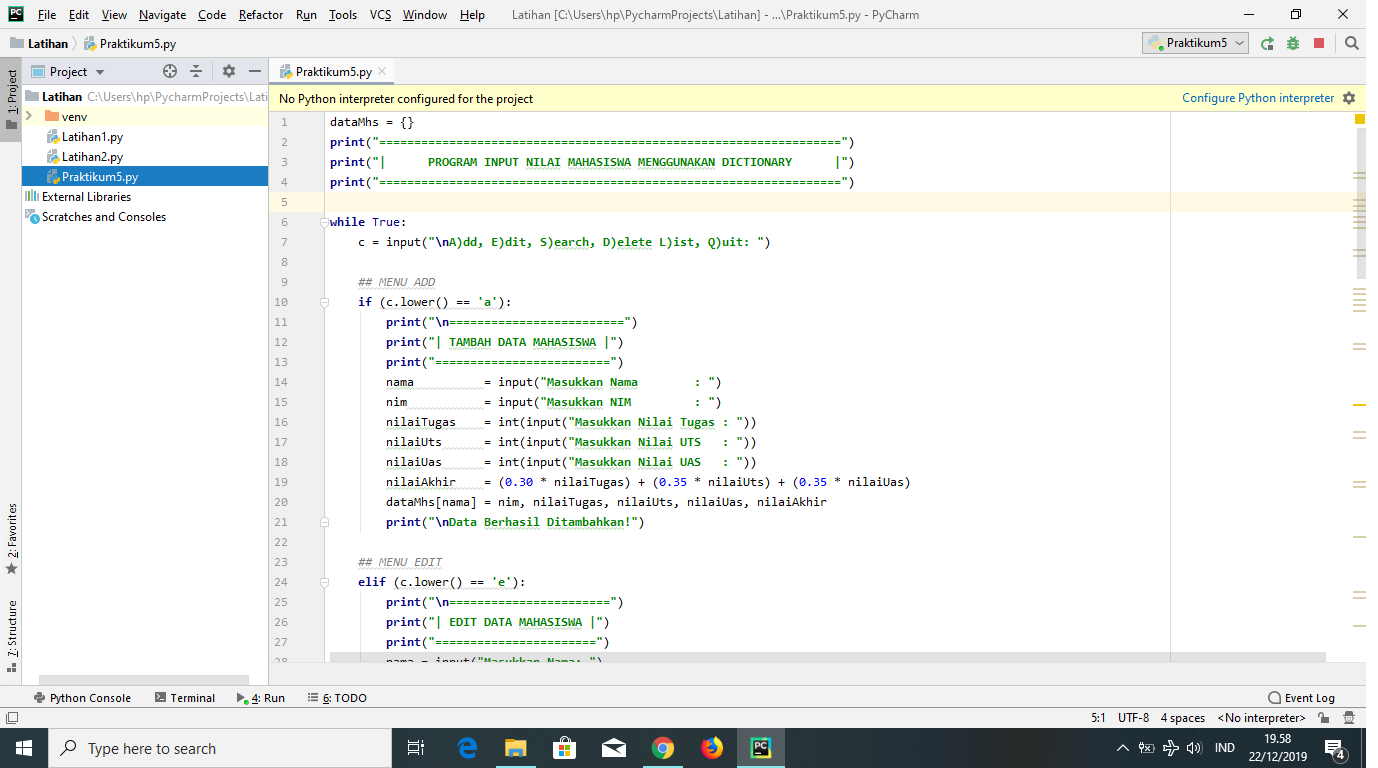 File Edit View Navigate Code Refactor Run Tools VCS Window Help Latihan [C:\Users\hp\PycharmProjects\Latihan] - ...\Praktikum5.py - PyCharm
Latihan Praktikum5.py Praktikum5
1: Project
Project Praktikum5.py
Latihan C:\Users\hp\PycharmProjects\Lati
venv
Latihan1.py
Latihan2.py
Praktikum5.py
External Libraries
Scratches and Consoles
No Python interpreter configured for the project Configure Python interpreter
1 dataMhs = {}
2 print("==================================================================")
3 print("|      PROGRAM INPUT NILAI MAHASISWA MENGGUNAKAN DICTIONARY      |")
4 print("==================================================================")
5
6 while True:
7     c = input("\nA)dd, E)dit, S)earch, D)elete L)ist, Q)uit: ")
8
9     ## MENU ADD
10     if (c.lower() == 'a'):
11         print("\n=========================")
12         print("| TAMBAH DATA MAHASISWA |")
13         print("=========================")
14         nama          = input("Masukkan Nama        : ")
15         nim           = input("Masukkan NIM         : ")
16         nilaiTugas    = int(input("Masukkan Nilai Tugas : "))
17         nilaiUts      = int(input("Masukkan Nilai UTS   : "))
18         nilaiUas      = int(input("Masukkan Nilai UAS   : "))
19         nilaiAkhir    = (0.30 * nilaiTugas) + (0.35 * nilaiUts) + (0.35 * nilaiUas)
20         dataMhs[nama] = nim, nilaiTugas, nilaiUts, nilaiUas, nilaiAkhir
21         print("\nData Berhasil Ditambahkan!")
22
23     ## MENU EDIT
24     elif (c.lower() == 'e'):
25         print("\n=======================")
26         print("| EDIT DATA MAHASISWA |")
27         print("=======================")
28         nama = input("Masukkan Nama: ")
2: Favorites
7: Structure
Python Console Terminal 4: Run 6: TODO Event Log
5:1 UTF-8 4 spaces <No interpreter>
Type here to search
IND
19.58
22/12/2019
4